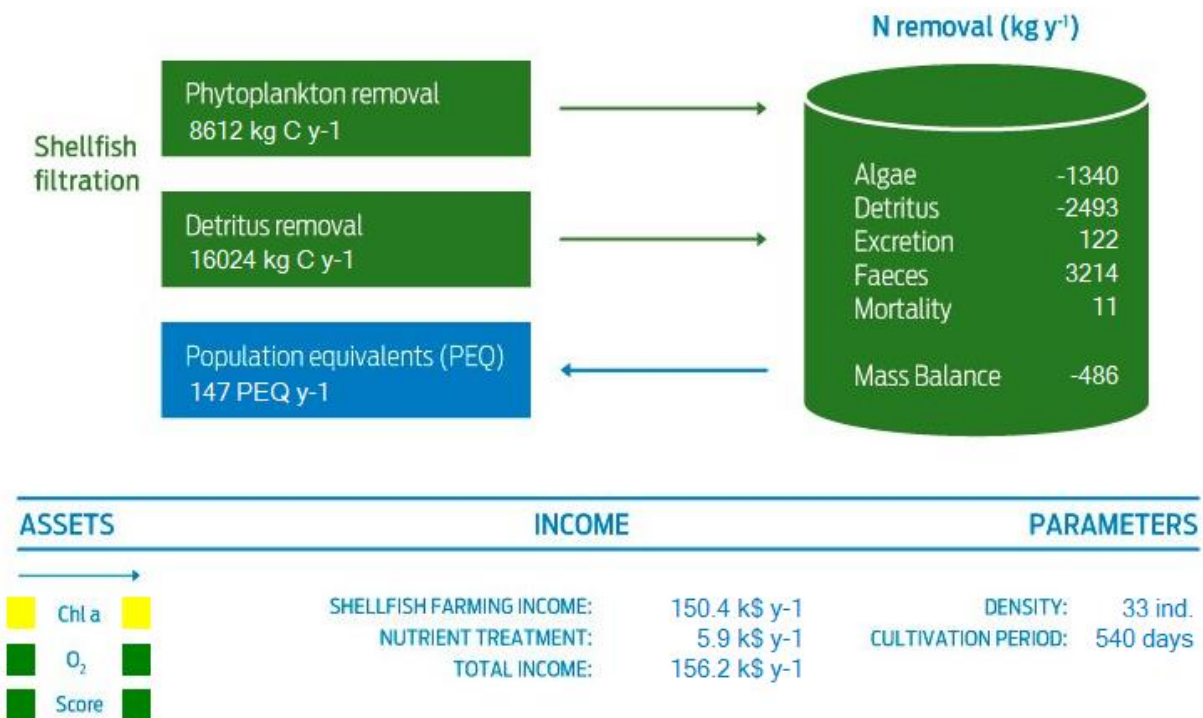 N removal (kg y-1)
Phytoplankton removal
8612 kg C y-1
Shellfish
filtration
Detritus removal
16024 kg C y-1
Population equivalents (PEQ)
147 PEQ y-1
Algae -1340
Detritus -2493
Excretion 122
Faeces 3214
Mortality 11
Mass Balance -486
ASSETS INCOME PARAMETERS
Chl a
O2
Score
SHELLFISH FARMING INCOME: 150.4 k$ y-1
NUTRIENT TREATMENT: 5.9 k$ y-1
TOTAL INCOME: 156.2 k$ y-1
DENSITY: 33 ind.
CULTIVATION PERIOD: 540 days